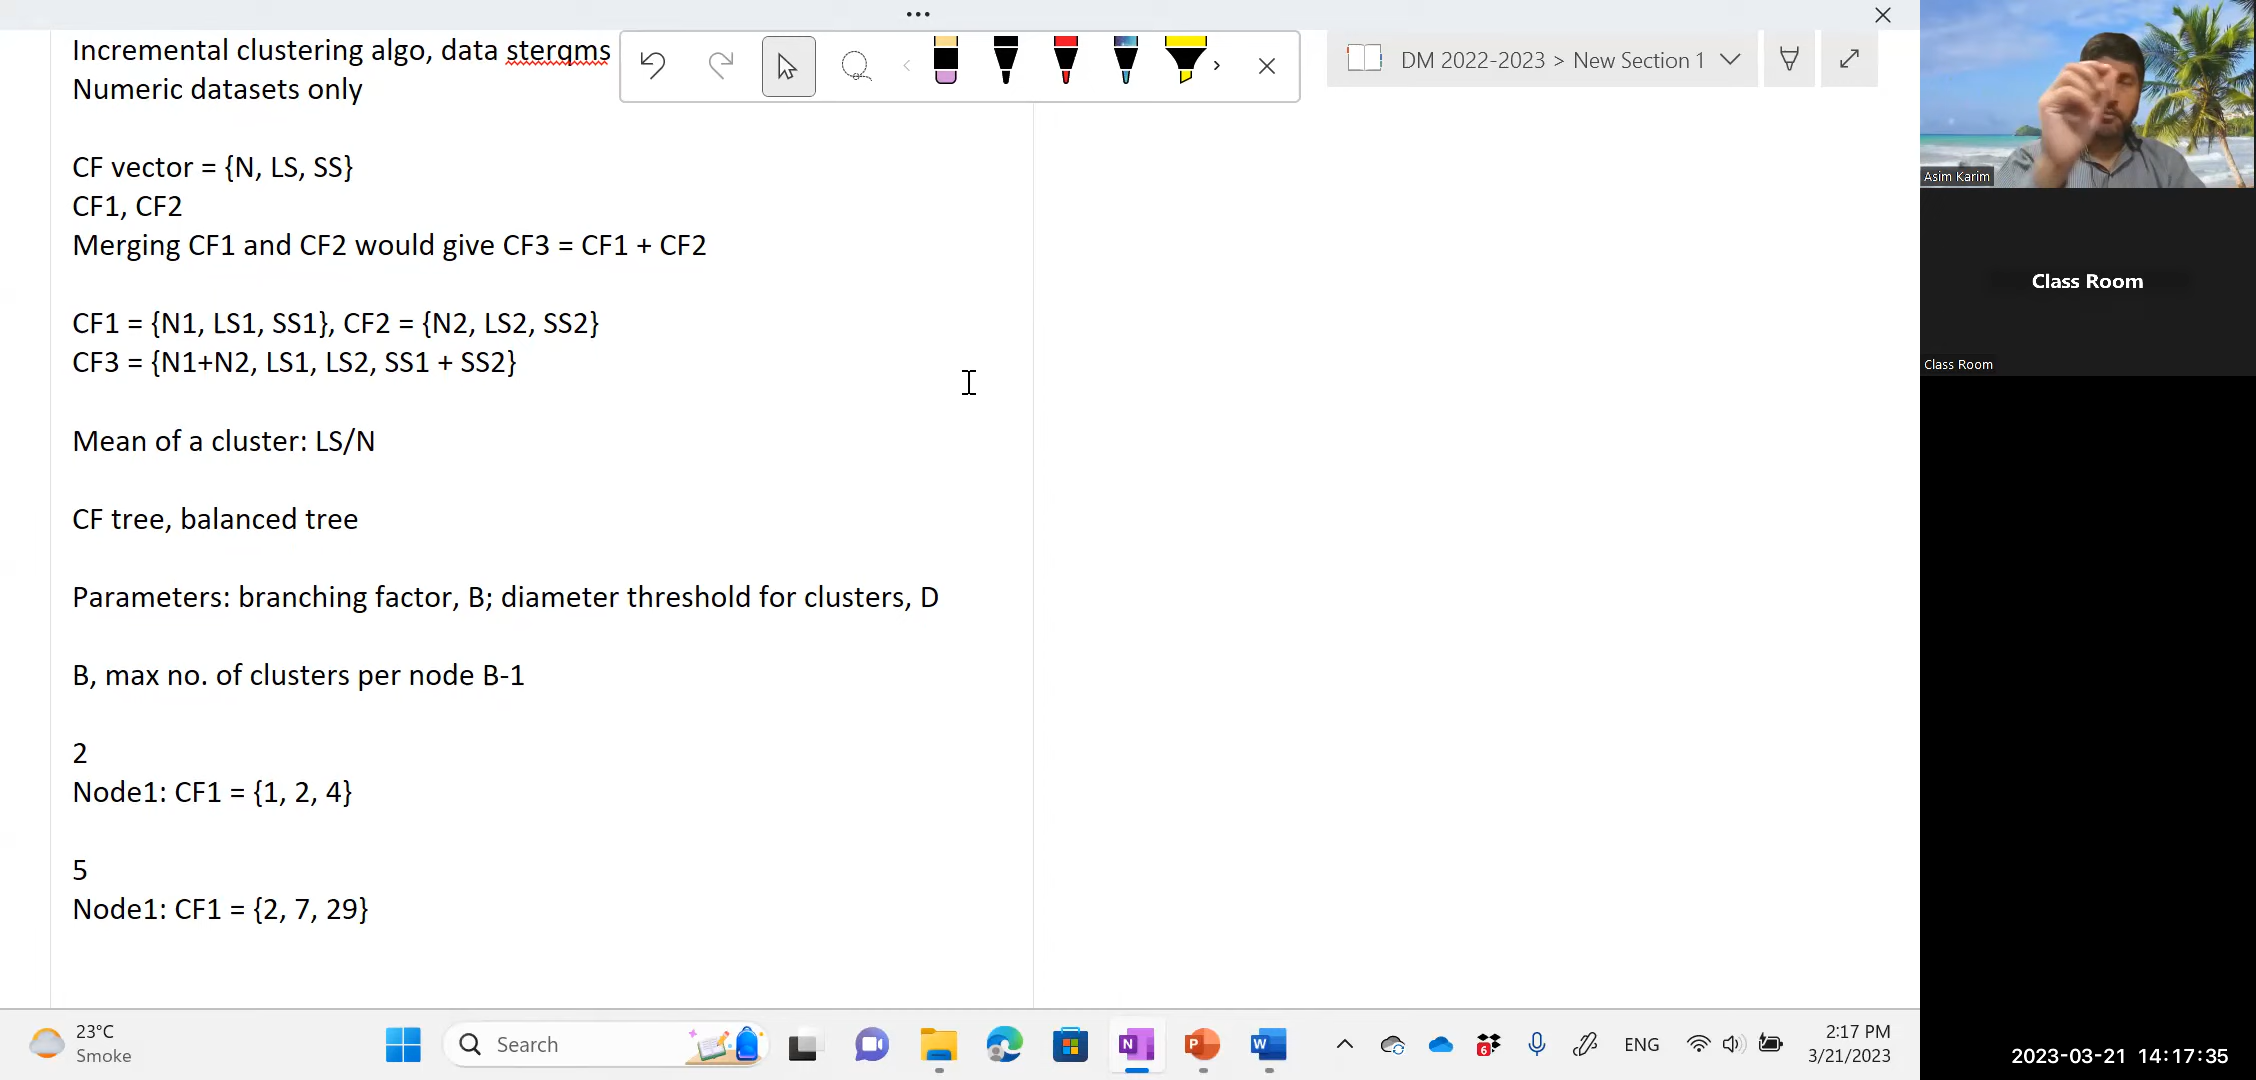 Incremental clustering algo, data sterqms
Numeric datasets only
CF vector = {N, LS, SS}
CF1, CF2
Merging CF1 and CF2 would give CF3 = CF1 + CF2
CF1 = {N1, LS1, SS1}, CF2 = {N2, LS2, SS2}
CF3 = {N1+N2, LS1, LS2, SS1 + SS2}
Mean of a cluster: LS/N
CF tree, balanced tree
Parameters: branching factor, B; diameter threshold for clusters, D
B, max no. of clusters per node B-1
2
Node1: CF1 = {1, 2, 4}
5
Node1: CF1 = {2, 7, 29}
DM 2022-2023 > New Section 1
Asim Karim
Class Room
Class Room
23°C
Smoke
Search
N
P
W
6
ENG
2:17 PM
3/21/2023
2023-03-21 14:17:35